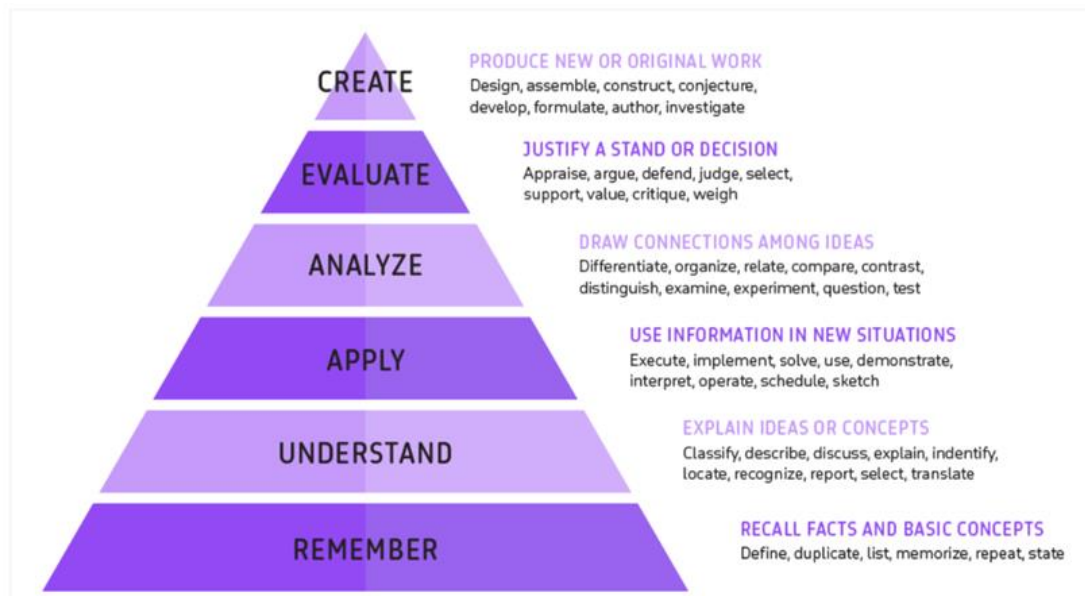 CREATE
PRODUCE NEW OR ORIGINAL WORK
Design, assemble, construct, conjecture,
develop, formulate, author, investigate
EVALUATE
JUSTIFY A STAND OR DECISION
Appraise, argue, defend, judge, select,
support, value, critique, weigh
ANALYZE
DRAW CONNECTIONS AMONG IDEAS
Differentiate, organize, relate, compare, contrast,
distinguish, examine, experiment, question, test
APPLY
USE INFORMATION IN NEW SITUATIONS
Execute, implement, solve, use, demonstrate,
interpret, operate, schedule, sketch
UNDERSTAND
EXPLAIN IDEAS OR CONCEPTS
Classify, describe, discuss, explain, indentify,
locate, recognize, report, select, translate
REMEMBER
RECALL FACTS AND BASIC CONCEPTS
Define, duplicate, list, memorize, repeat, state